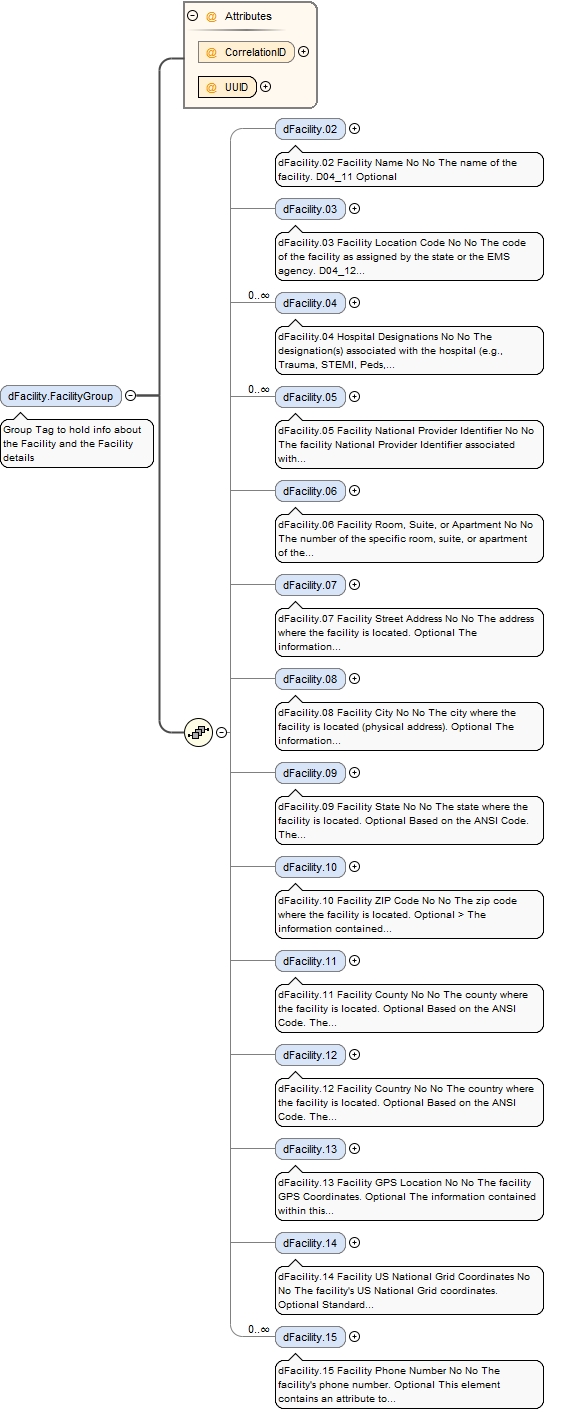 Attributes
@ CorrelationID
@ UUID
dFacility.02
dFacility.02 Facility Name No No The name of the
facility. D04_11 Optional
dFacility.03
dFacility.03 Facility Location Code No No The code
of the facility as assigned by the state or the EMS
agency. D04_12...
0..∞
dFacility.04
dFacility.04 Hospital Designations No No The
designation(s) associated with the hospital (e.g.,
Trauma, STEMI, Peds,...
0..∞
dFacility.05
dFacility.05 Facility National Provider Identifier No No
The facility National Provider Identifier associated
with...
dFacility.FacilityGroup
Group Tag to hold info about
the Facility and the Facility
details
dFacility.06
dFacility.06 Facility Room, Suite, or Apartment No No
The number of the specific room, suite, or apartment
of the...
dFacility.07
dFacility.07 Facility Street Address No No The address
where the facility is located. Optional The
information...
dFacility.08
dFacility.08 Facility City No No The city where the
facility is located (physical address). Optional The
information...
dFacility.09
dFacility.09 Facility State No No The state where the
facility is located. Optional Based on the ANSI Code.
The...
dFacility.10
dFacility.10 Facility ZIP Code No No The zip code
where the facility is located. Optional > The
information contained...
dFacility.11
dFacility.11 Facility County No No The county where
the facility is located. Optional Based on the ANSI
Code. The...
dFacility.12
dFacility.12 Facility Country No No The country where
the facility is located. Optional Based on the ANSI
Code. The...
dFacility.13
dFacility.13 Facility GPS Location No No The facility
GPS Coordinates. Optional The information contained
within this...
dFacility.14
dFacility.14 Facility US National Grid Coordinates No
No The facility's US National Grid coordinates.
Optional Standard...
0..∞
dFacility.15
dFacility.15 Facility Phone Number No No The
facility's phone number. Optional This element
contains an attribute to...